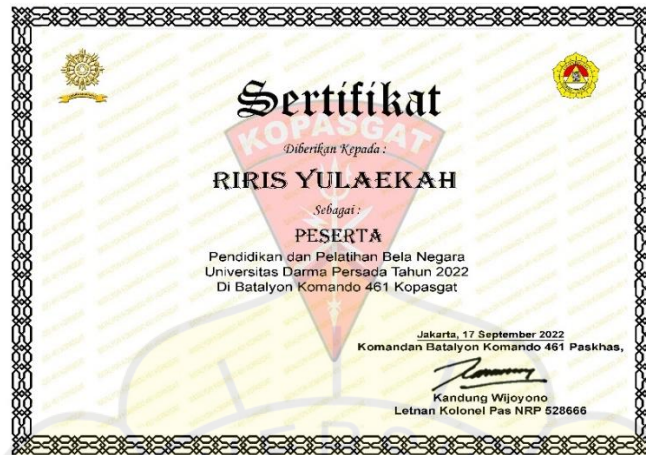 Sertifikat
KOPASGAT
Diberikan Kepada :
RIRIS YULAEKAH
Sebagai :
PESERTA
Pendidikan dan Pelatihan Bela Negara
Universitas Darma Persada Tahun 2022
Di Batalyon Komando 461 Kopasgat
Jakarta, 17 September 2022
Komandan Batalyon Komando 461 Paskhas,
Kandung Wijoyono
Letnan Kolonel Pas NRP 528666